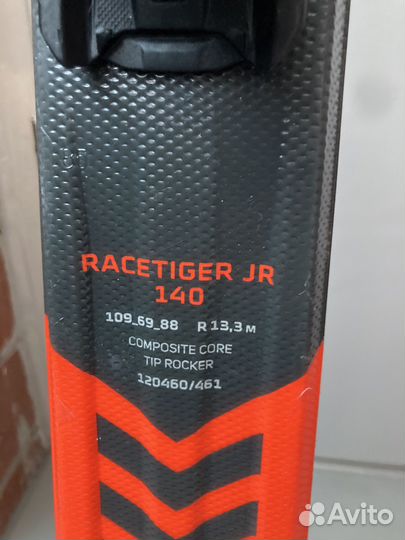 RACETIGER JR
140
109_69_88 R 13,3 M
COMPOSITE CORE
TIP ROCKER
120460/461
Avito